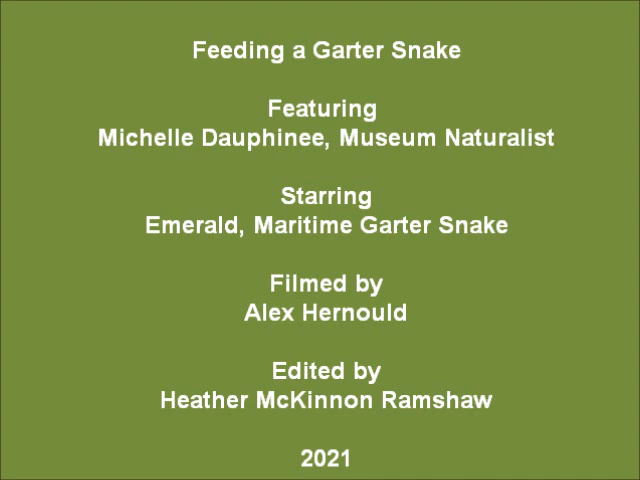 Feeding a Garter Snake
Featuring
Michelle Dauphinee, Museum Naturalist
Starring
Emerald, Maritime Garter Snake
Filmed by
Alex Hernould
Edited by
Heather McKinnon Ramshaw
2021